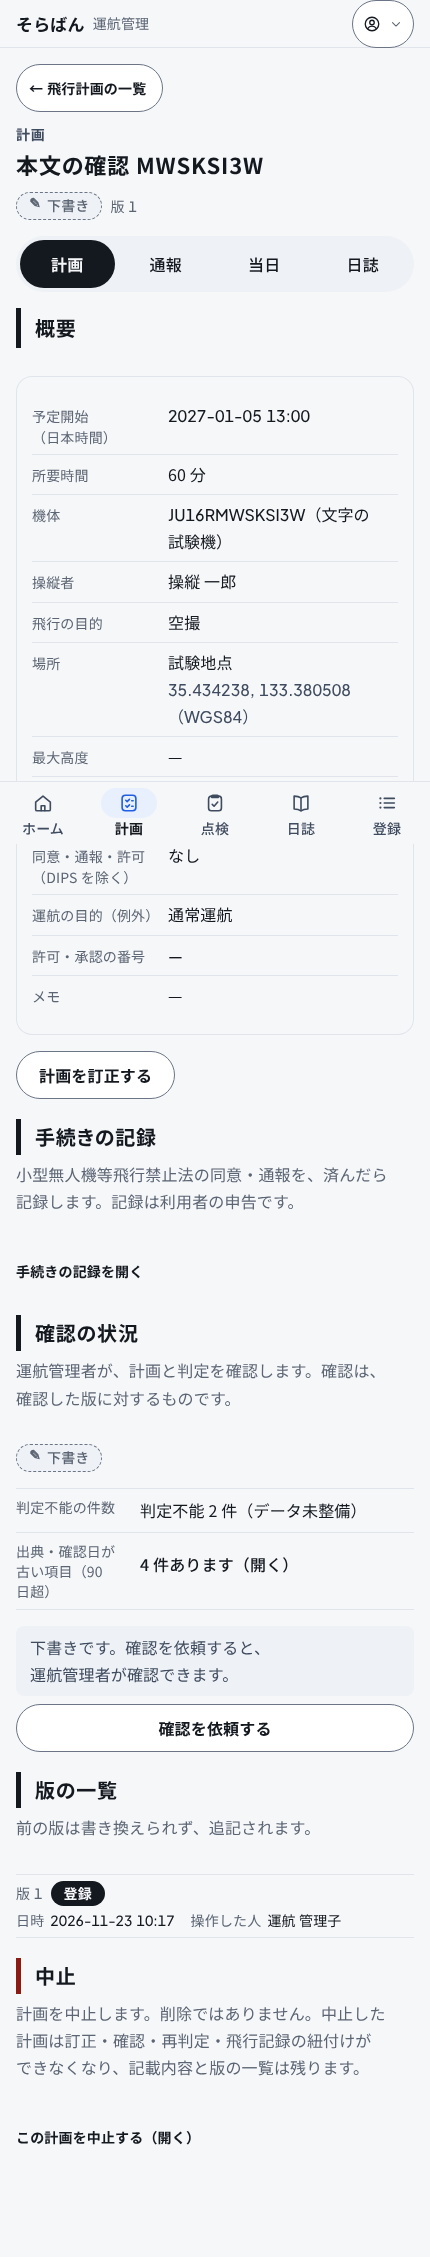 そらばん 運航管理
← 飛行計画の一覧
計画
本文の確認 MWSKSI3W
✎ 下書き 版 1
計画 通報 当日 日誌
概要
予定開始
（日本時間）
2027-01-05 13:00
所要時間 60 分
機体 JU16RMWSKSI3W（文字の
試験機）
操縦者 操縦 一郎
飛行の目的 空撮
場所 試験地点
35.434238, 133.380508
（WGS84）
最大高度 —
ホーム 計画 点検 日誌 登録
同意・通報・許可
（DIPS を除く）
なし
運航の目的（例外） 通常運航
許可・承認の番号 —
メモ —
計画を訂正する
手続きの記録
小型無人機等飛行禁止法の同意・通報を、済んだら
記録します。記録は利用者の申告です。
手続きの記録を開く
確認の状況
運航管理者が、計画と判定を確認します。確認は、
確認した版に対するものです。
✎ 下書き
判定不能の件数 判定不能 2 件（データ未整備）
出典・確認日が
古い項目（90
日超）
4 件あります（開く）
下書きです。確認を依頼すると、
運航管理者が確認できます。
確認を依頼する
版の一覧
前の版は書き換えられず、追記されます。
版 1 登録
日時 2026-11-23 10:17 操作した人 運航 管理子
中止
計画を中止します。削除ではありません。中止した
計画は訂正・確認・再判定・飛行記録の紐付けが
できなくなり、記載内容と版の一覧は残ります。
この計画を中止する（開く）